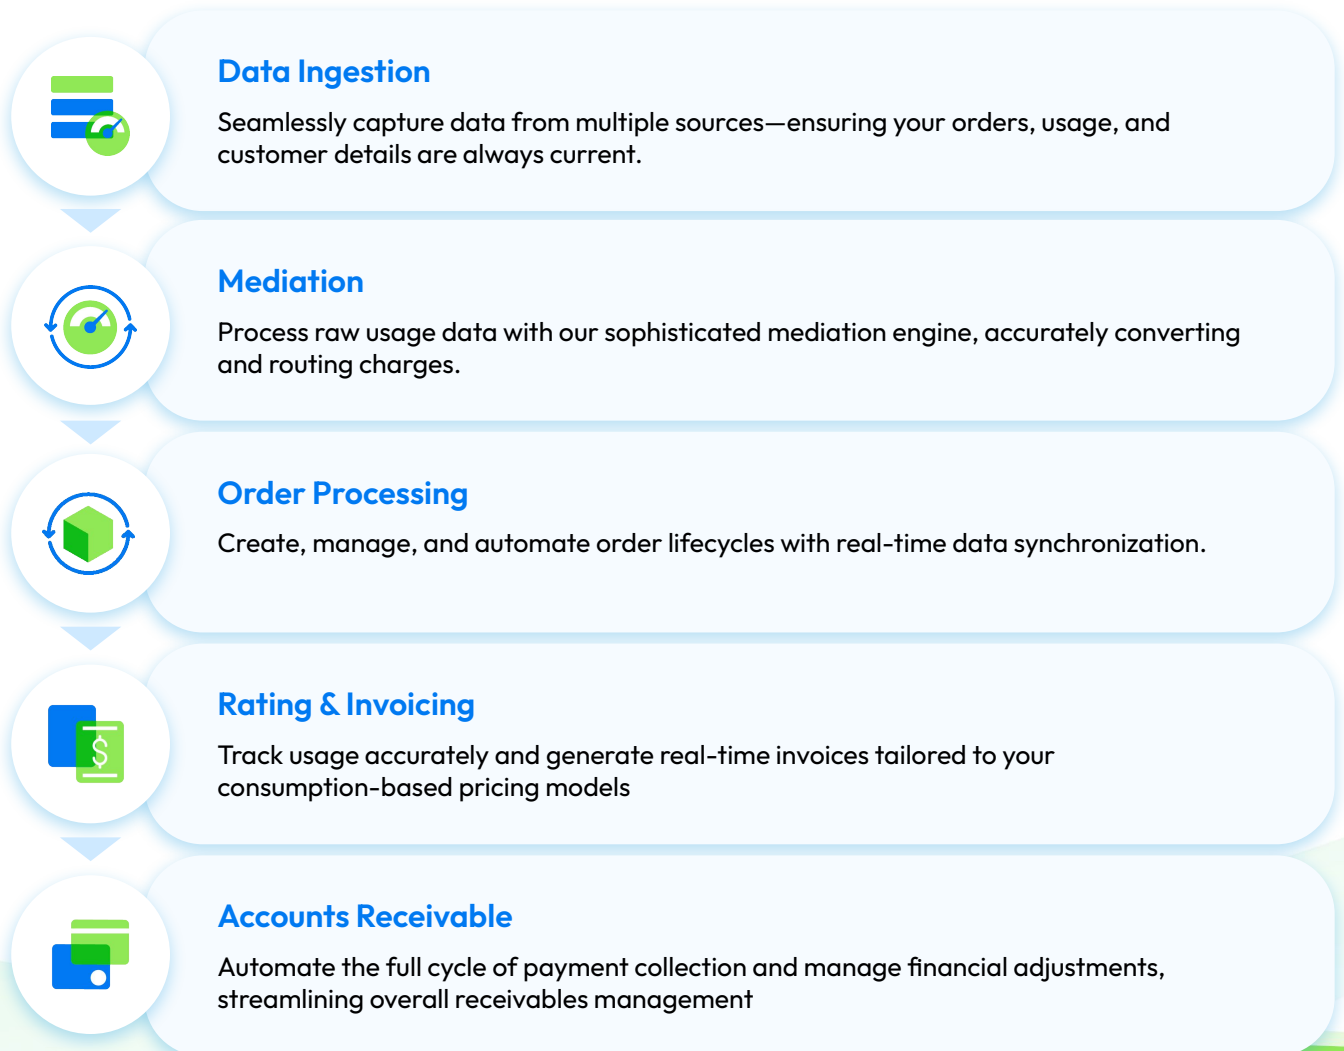 Data Ingestion
Seamlessly capture data from multiple sources—ensuring your orders, usage, and
customer details are always current.
Mediation
Process raw usage data with our sophisticated mediation engine, accurately converting
and routing charges.
Order Processing
Create, manage, and automate order lifecycles with real-time data synchronization.
Rating & Invoicing
$
Track usage accurately and generate real-time invoices tailored to your
consumption-based pricing models
Accounts Receivable
Automate the full cycle of payment collection and manage financial adjustments,
streamlining overall receivables management